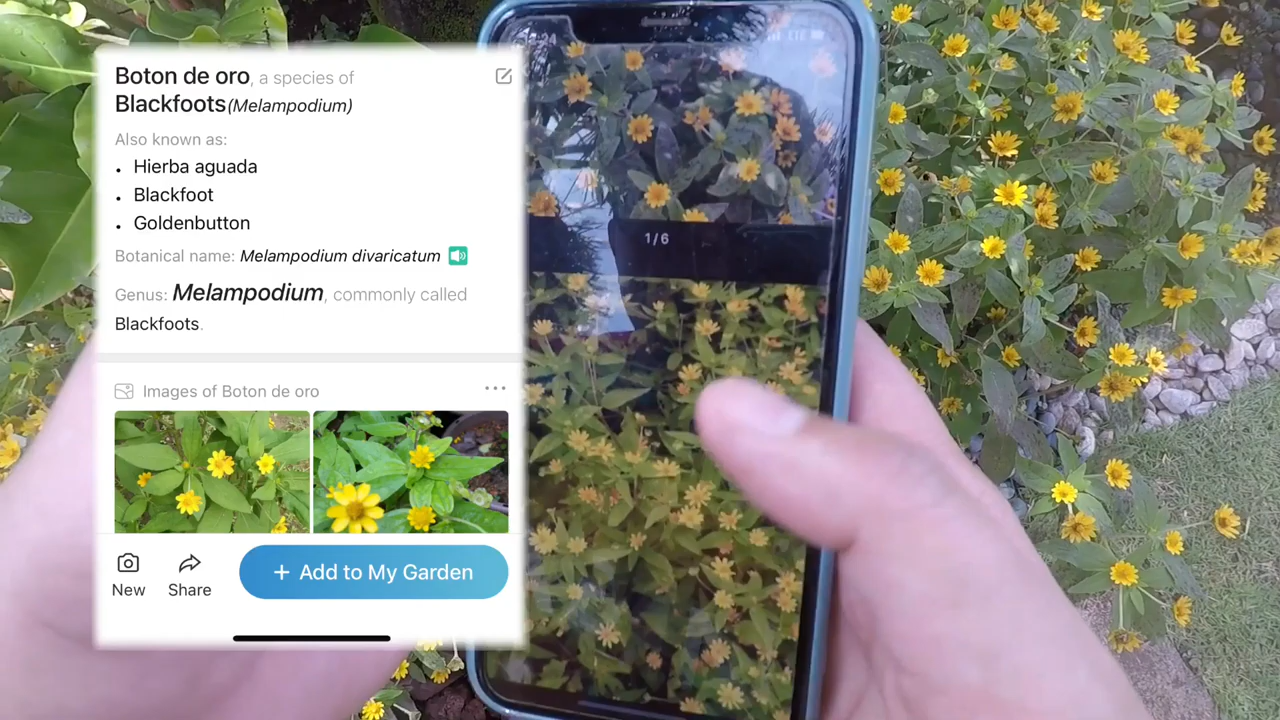 Boton de oro, a species of
Blackfoots(Melampodium)
Also known as:
• Hierba aguada
• Blackfoot
• Goldenbutton
Botanical name: Melampodium divaricatum
Genus: Melampodium, commonly called
Blackfoots.
Images of Boton de oro
New
Share
+ Add to My Garden
1/6